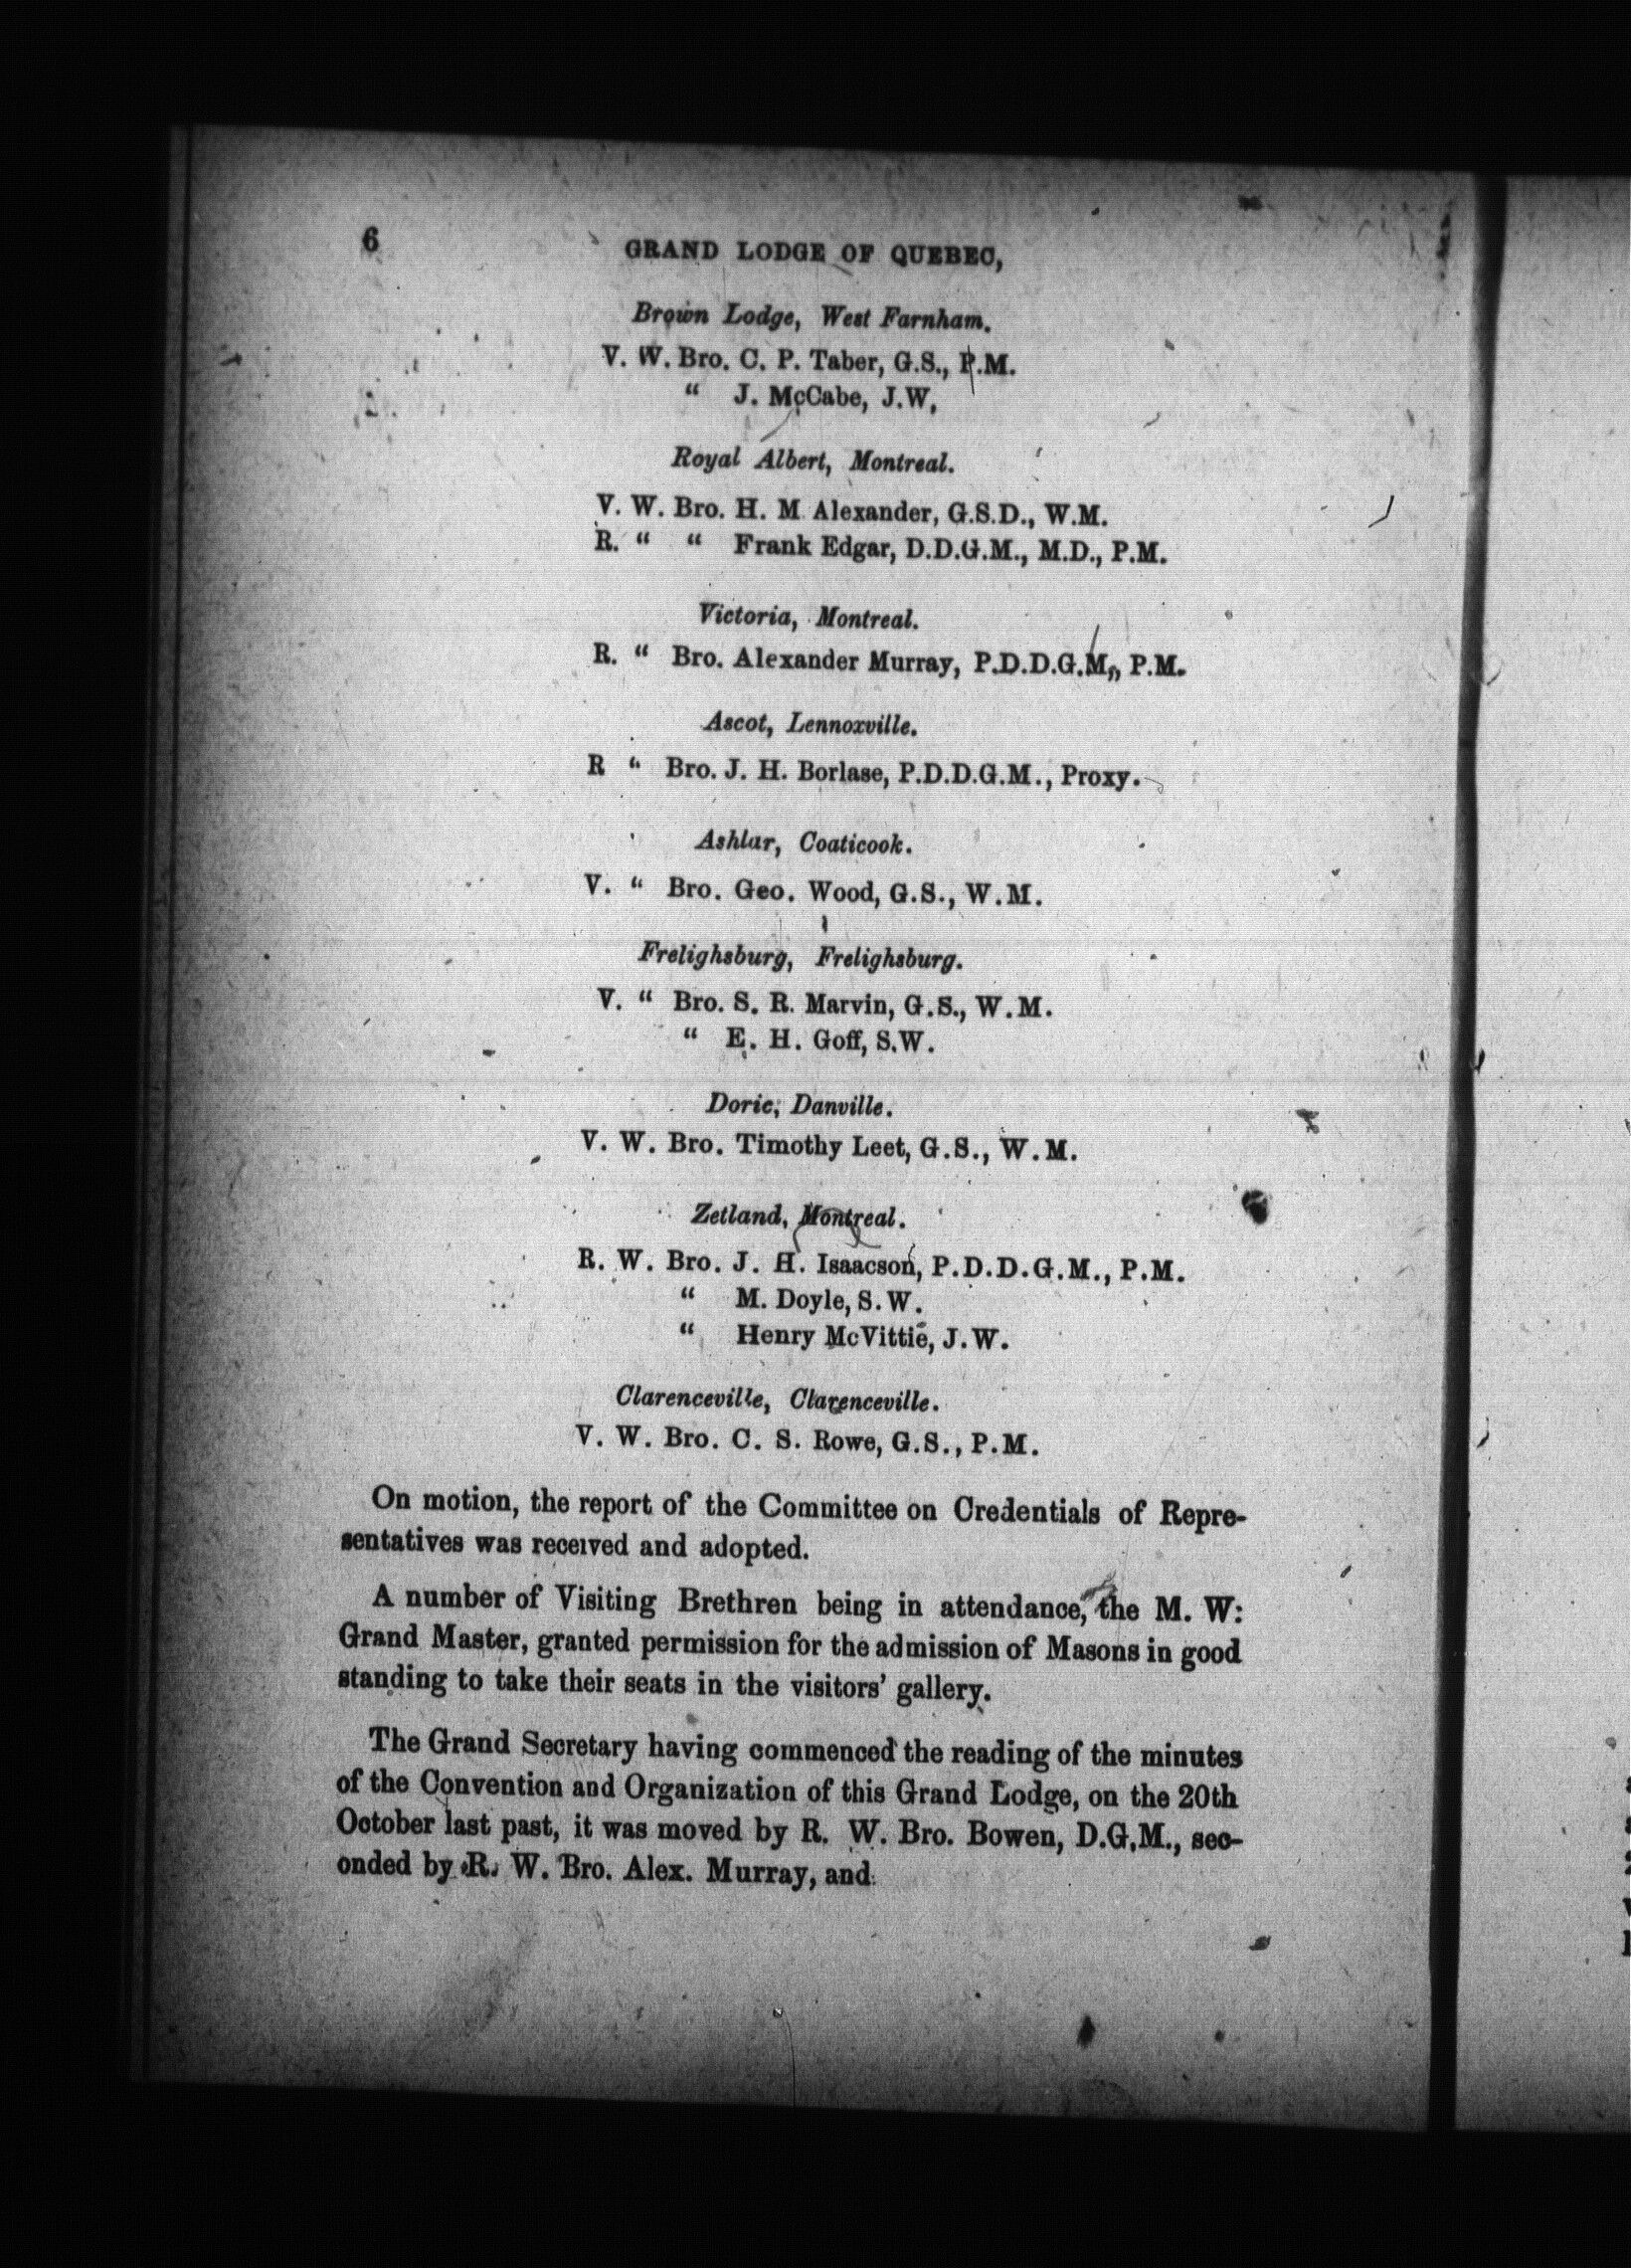 6
GRAND LODGE OF QUEBEC,
Brown Lodge, West Farnham.
V. W. Bro. C. P. Taber, G.S., P.M.
“ J. McCabe, J.W,
Royal Albert, Montreal.
V. W. Bro. H. M. Alexander, G.S.D., W.M.
R. “ “ Frank Edgar, D.D.G.M., M.D., P.M.
Victoria, Montreal.
R. “ Bro. Alexander Murray, P.D.D.G.M,, P.M.
Ascot, Lennoxville.
R “ Bro. J. H. Borlase, P.D.D.G.M., Proxy.
Ashlar, Coaticook.
V. “ Bro. Geo. Wood, G.S., W.M.
Frelighsburg, Frelighsburg.
V. “ Bro. S. R. Marvin, G.S., W.M.
“ E. H. Goff, S.W.
Doric, Danville.
V. W. Bro. Timothy Leet, G.S., W.M.
Zetland, Montreal.
R. W. Bro. J. H. Isaacson, P.D.D.G.M., P.M.
“ M. Doyle, S.W.
“ Henry McVittie, J.W.
Clarenceville, Clarenceville.
V. W. Bro. C. S. Rowe, G.S., P.M.
On motion, the report of the Committee on Credentials of Repre-
sentatives was received and adopted.
A number of Visiting Brethren being in attendance, the M. W:
Grand Master, granted permission for the admission of Masons in good
standing to take their seats in the visitors’ gallery.
The Grand Secretary having commenced the reading of the minutes
of the Convention and Organization of this Grand Lodge, on the 20th
October last past, it was moved by R. W. Bro. Bowen, D.G.M., sec-
onded by R. W. Bro. Alex. Murray, and